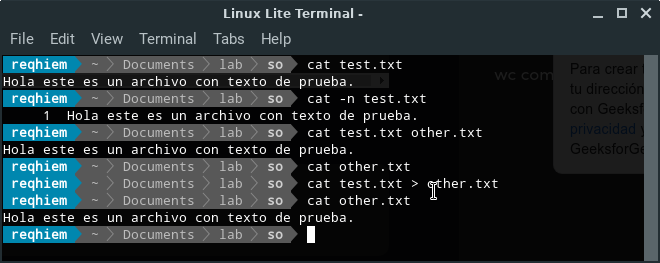 Linux Lite Terminal -
File Edit View Terminal Tabs Help
reqhiem ~ Documents lab so cat test.txt
Hola este es un archivo con texto de prueba.
reqhiem ~ Documents lab so cat -n test.txt
1 Hola este es un archivo con texto de prueba.
reqhiem ~ Documents lab so cat test.txt other.txt
Hola este es un archivo con texto de prueba.
reqhiem ~ Documents lab so cat other.txt
reqhiem ~ Documents lab so cat test.txt > other.txt
reqhiem ~ Documents lab so cat other.txt
Hola este es un archivo con texto de prueba.
reqhiem ~ Documents lab so
wc com
Para crear
tu dirección
con Geeksf
privacidad y
GeeksforGe